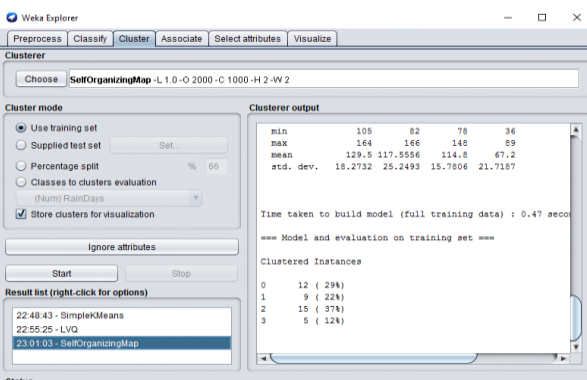 Weka Explorer
Preprocess Classify Cluster Associate Select attributes Visualize
Clusterer
Choose SelfOrganizingMap -L 1.0 -O 2000 -C 1000 -H 2 -W 2
Cluster mode
Use training set
Supplied test set Set...
Percentage split % 66
Classes to clusters evaluation
(Num) RainDays
Store clusters for visualization
Ignore attributes
Start Stop
Result list (right-click for options)
22:48:43 - SimpleKMeans
22:55:25 - LVQ
23:01:03 - SelfOrganizingMap
Clusterer output
min 105 82 78 36
max 164 166 148 89
mean 129.5 117.5556 114.8 67.2
std. dev. 18.2732 25.2493 15.7806 21.7187
Time taken to build model (full training data) : 0.47 seco
=== Model and evaluation on training set ===
Clustered Instances
0 12 ( 29%)
1 9 ( 22%)
2 15 ( 37%)
3 5 ( 12%)